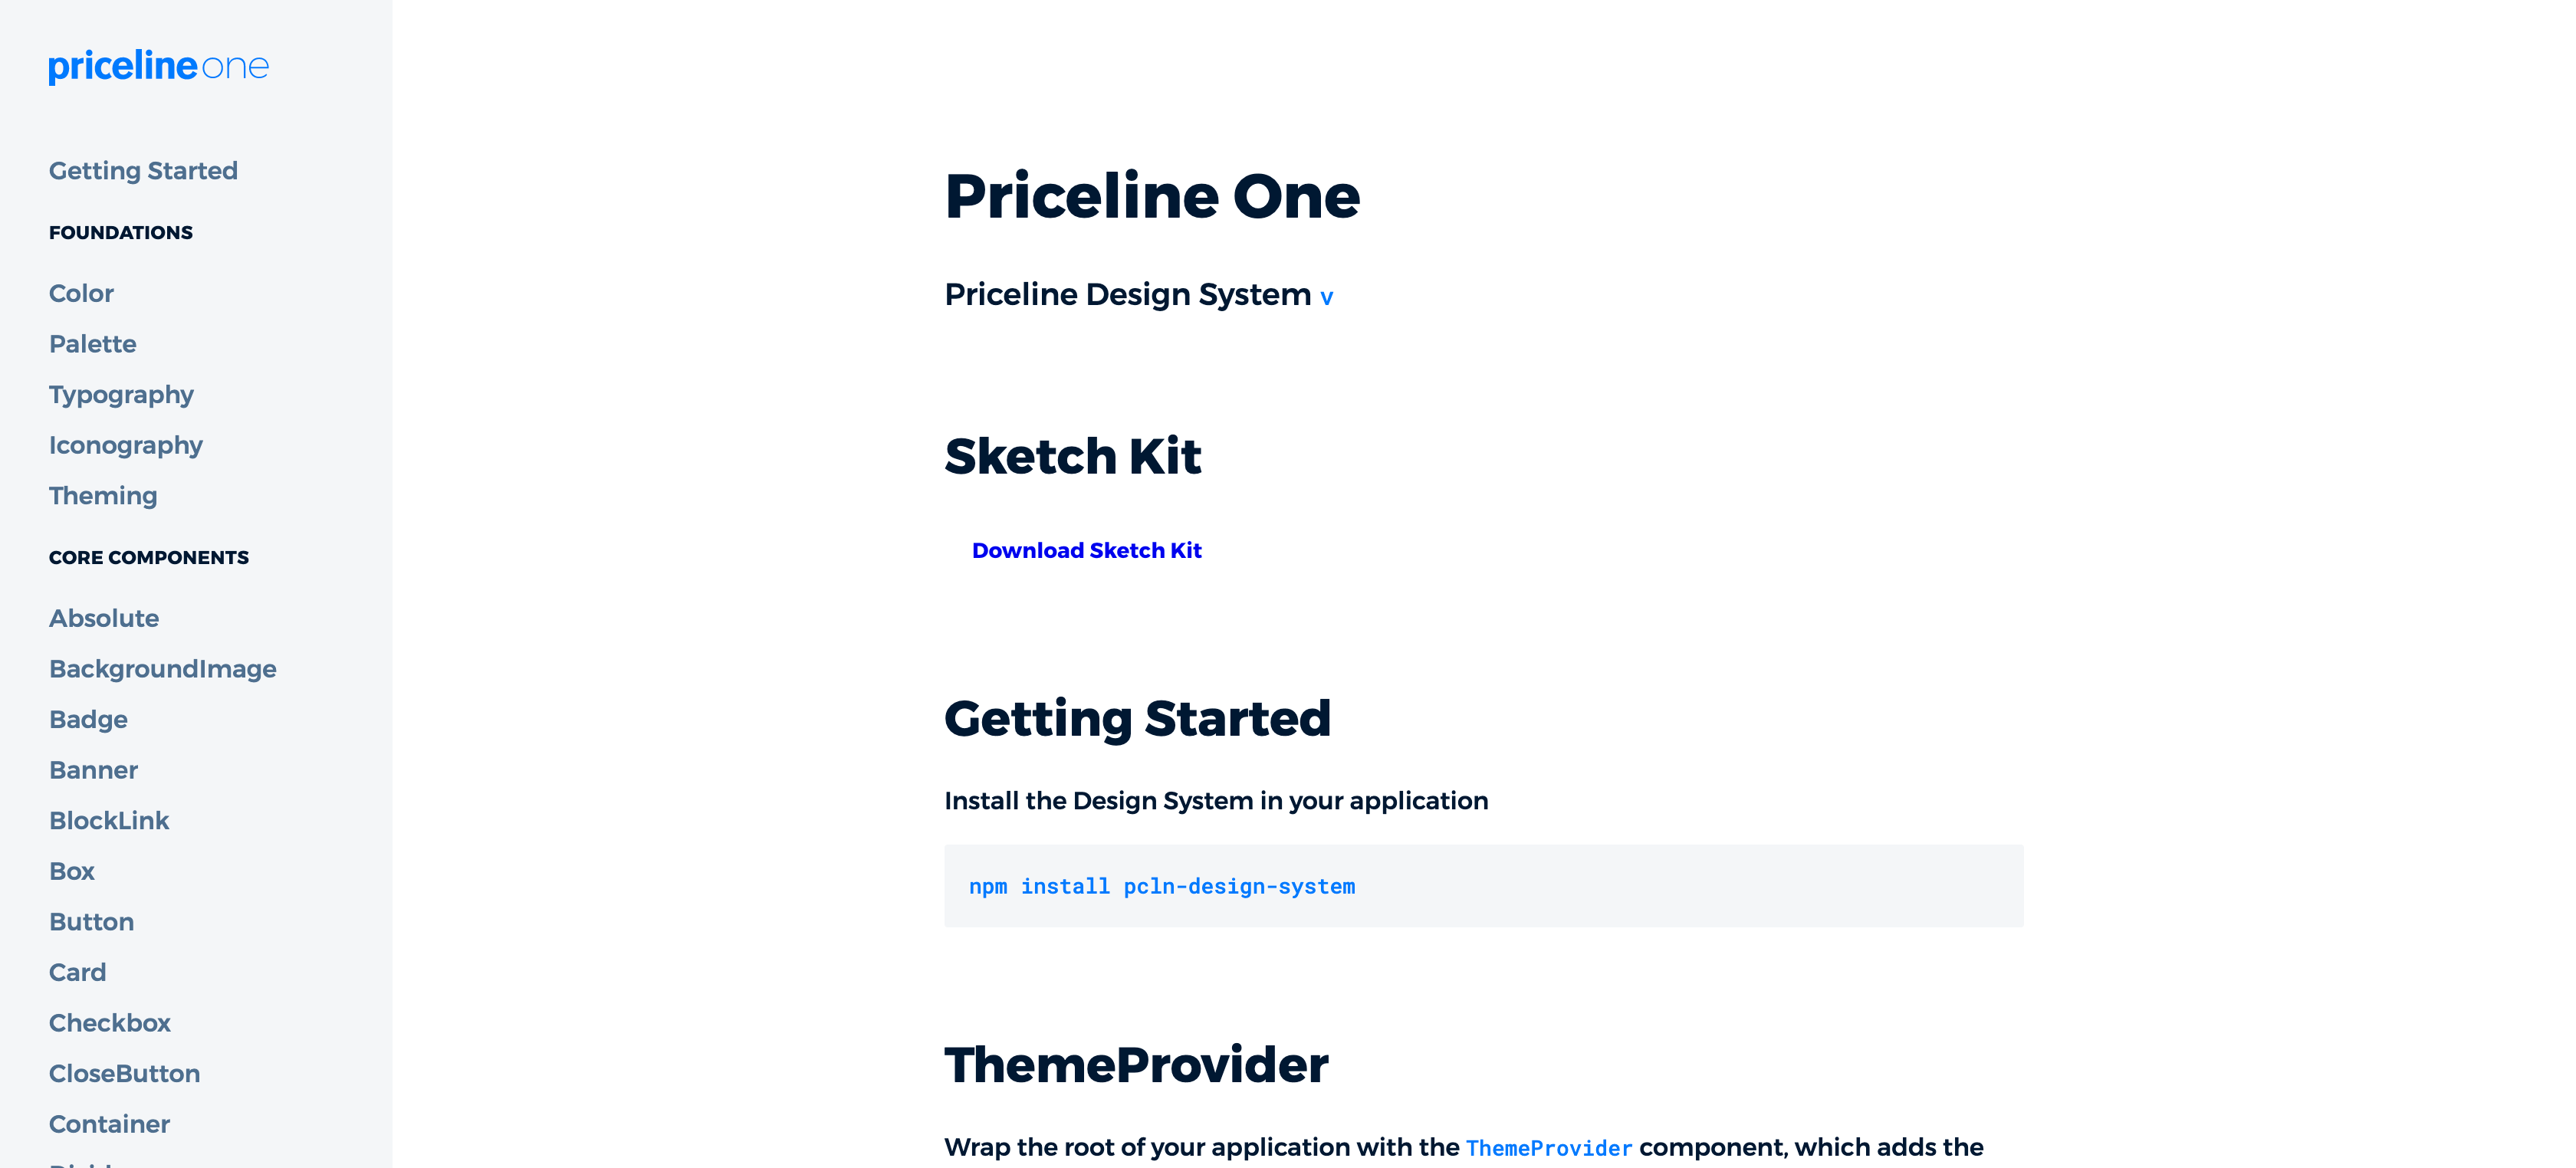 pricelineone
Getting Started
FOUNDATIONS
Color
Palette
Typography
Iconography
Theming
CORE COMPONENTS
Absolute
BackgroundImage
Badge
Banner
BlockLink
Box
Button
Card
Checkbox
CloseButton
Container
Priceline One
Priceline Design System v
Sketch Kit
Download Sketch Kit
Getting Started
Install the Design System in your application
npm install pcln-design-system
ThemeProvider
Wrap the root of your application with the ThemeProvider component, which adds the